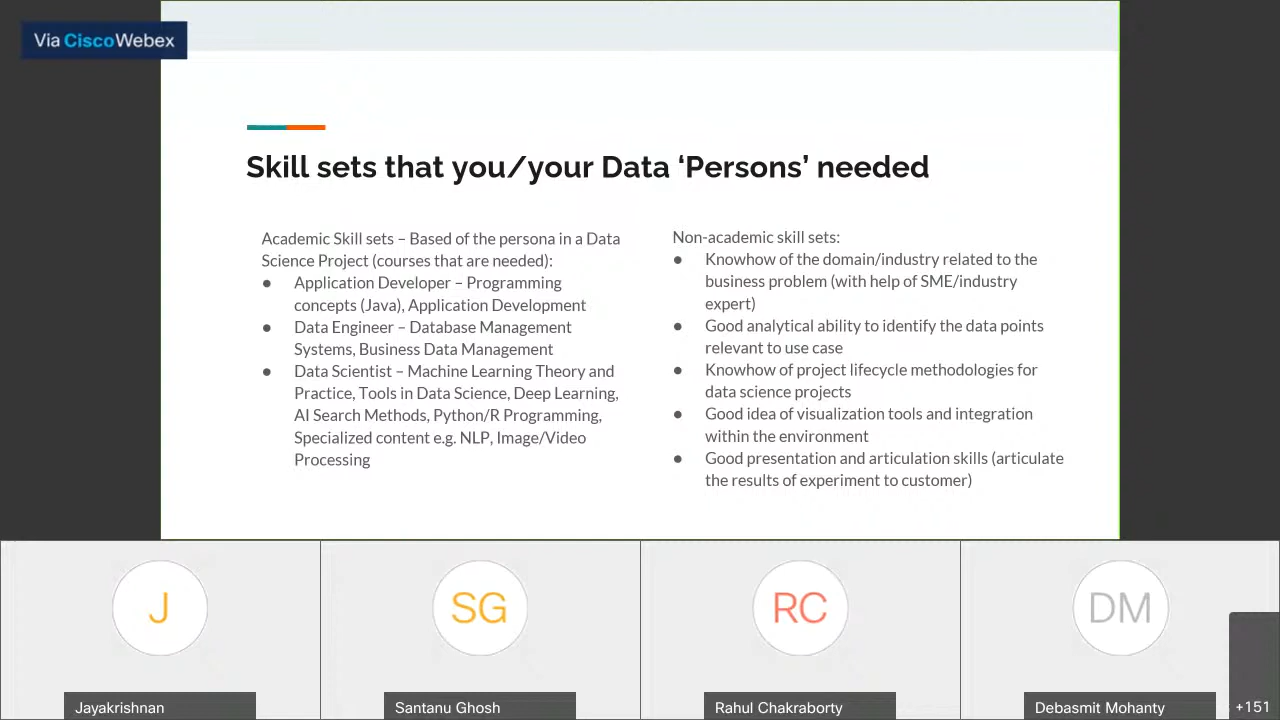 Via CiscoWebex
Skill sets that you/your Data ‘Persons’ needed
Academic Skill sets – Based of the persona in a Data
Science Project (courses that are needed):
● Application Developer – Programming
concepts (Java), Application Development
● Data Engineer – Database Management
Systems, Business Data Management
● Data Scientist – Machine Learning Theory and
Practice, Tools in Data Science, Deep Learning,
AI Search Methods, Python/R Programming,
Specialized content e.g. NLP, Image/Video
Processing
Non-academic skill sets:
● Knowhow of the domain/industry related to the
business problem (with help of SME/industry
expert)
● Good analytical ability to identify the data points
relevant to use case
● Knowhow of project lifecycle methodologies for
data science projects
● Good idea of visualization tools and integration
within the environment
● Good presentation and articulation skills (articulate
the results of experiment to customer)
J
SG
RC
DM
Jayakrishnan
Santanu Ghosh
Rahul Chakraborty
Debasmit Mohanty
+151